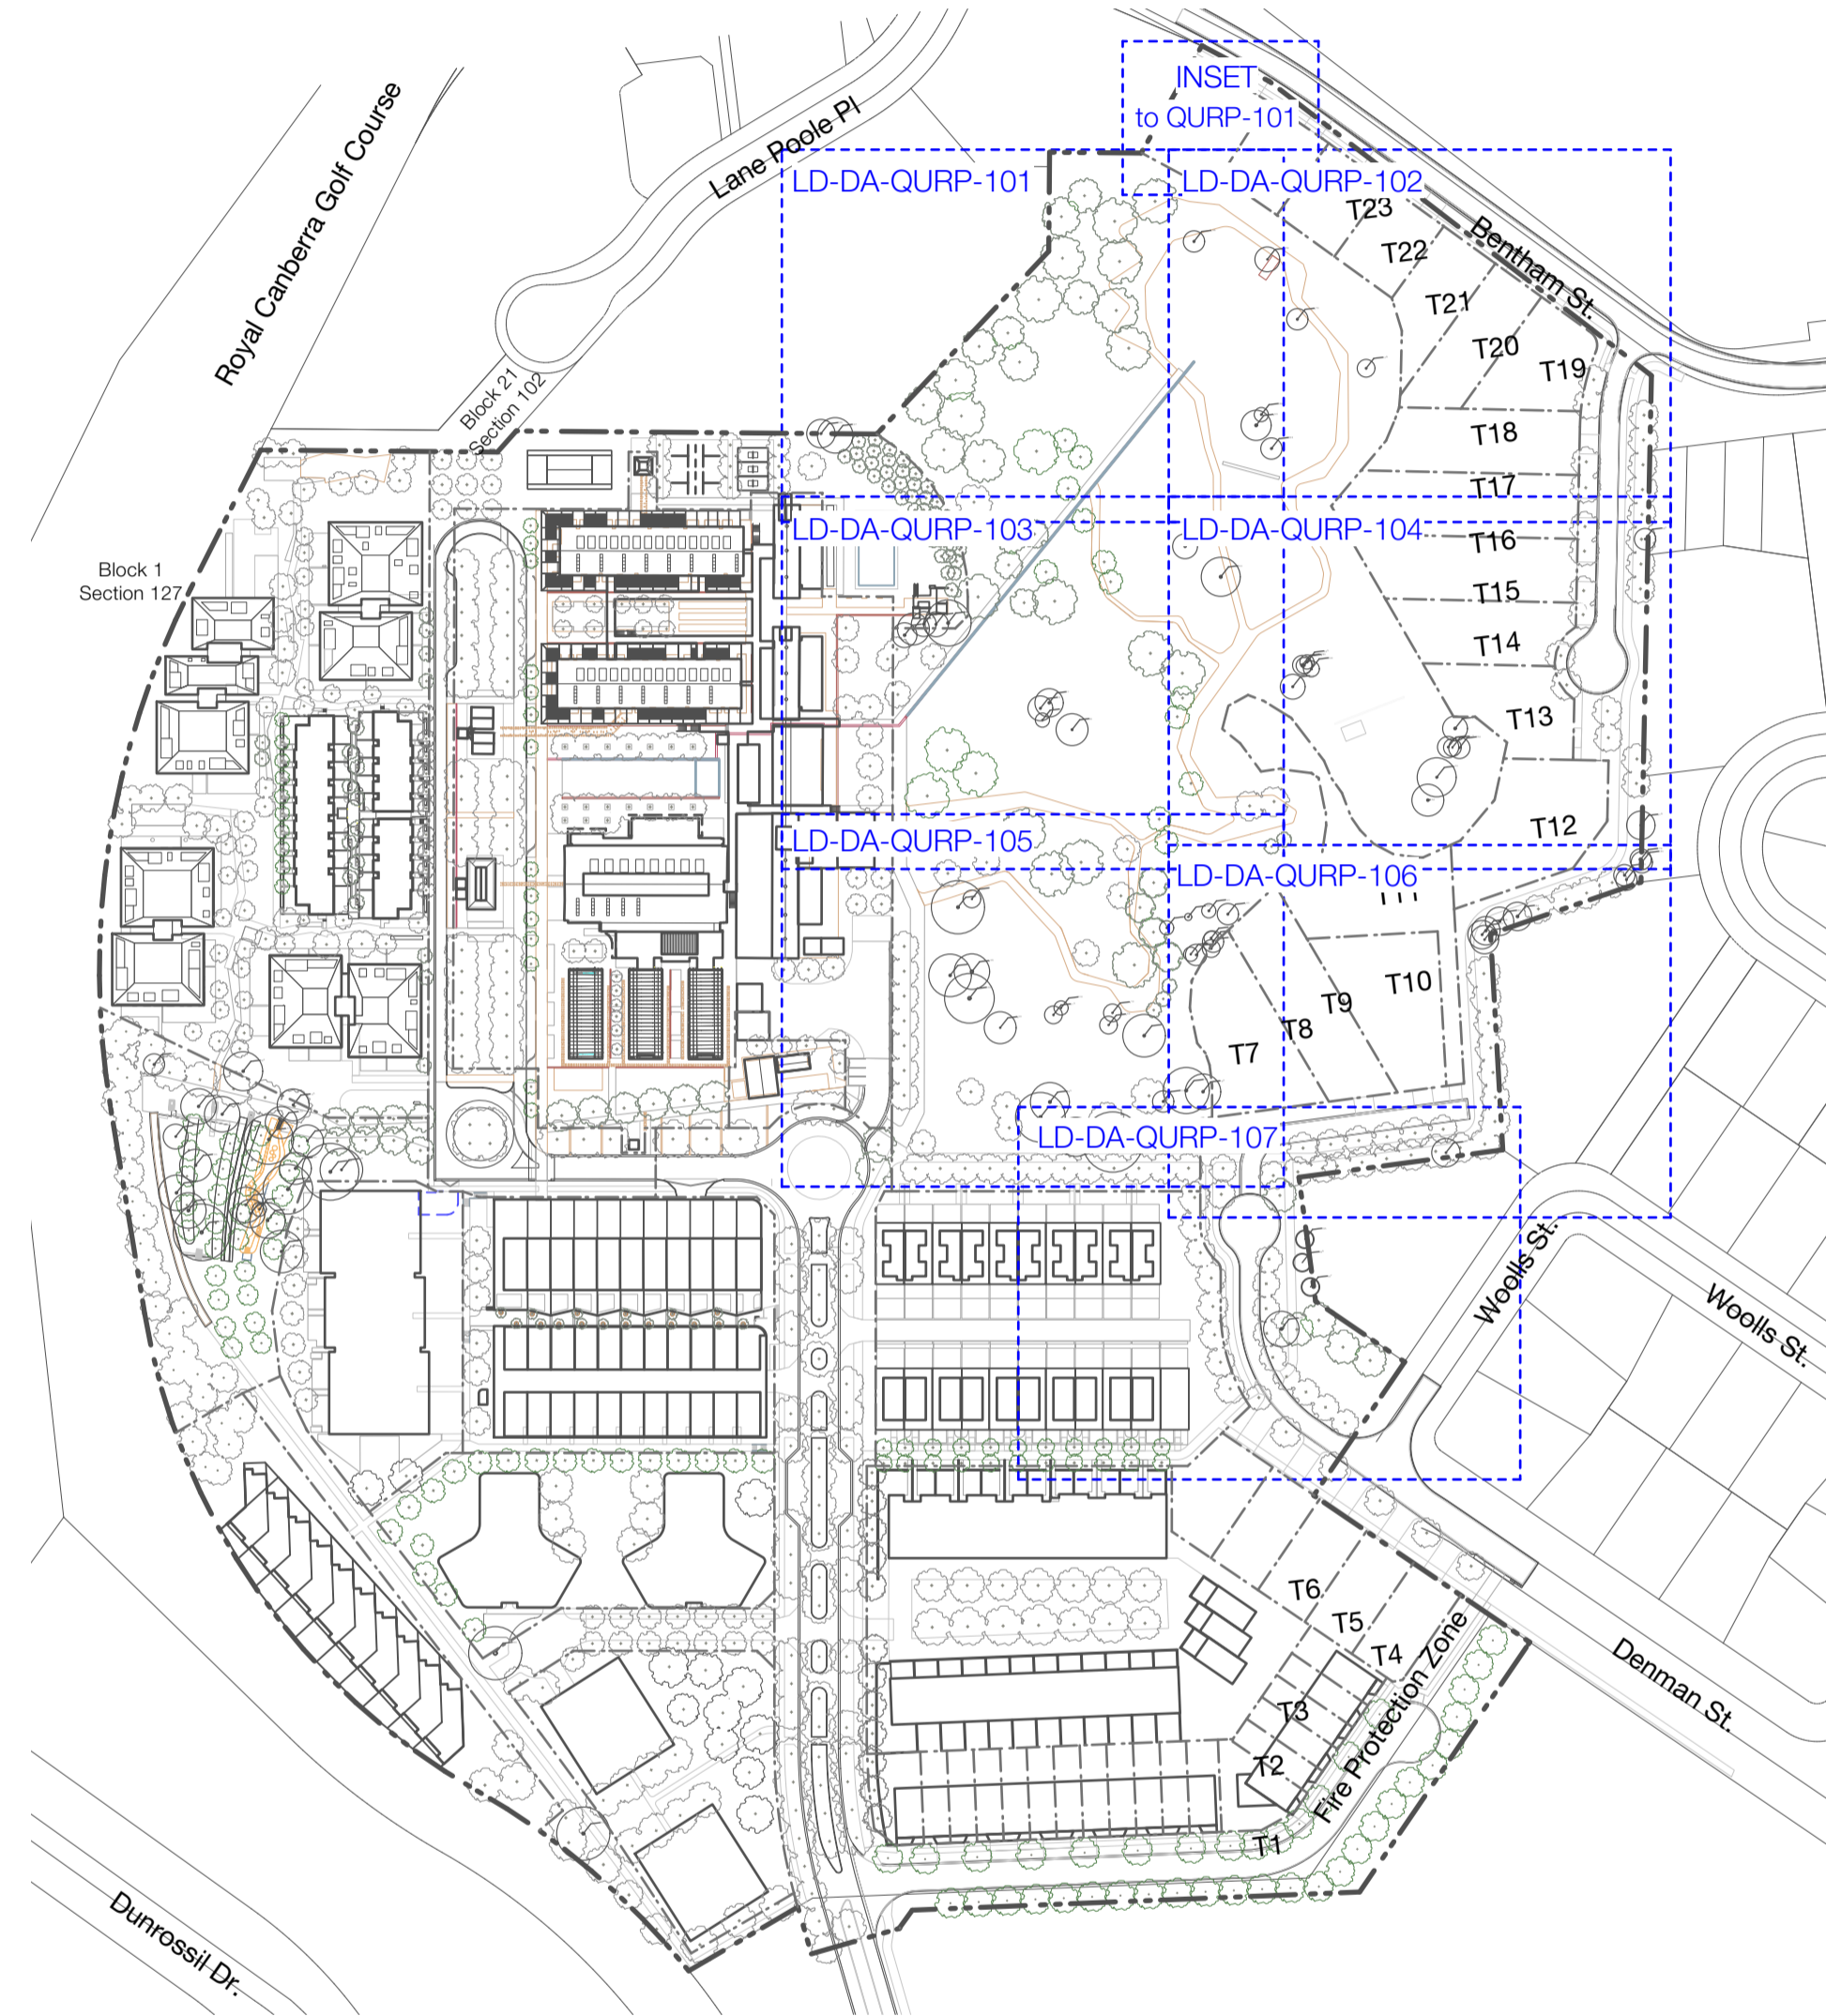 INSET
to QURP-101
Royal Canberra Golf Course
Lane Poole Pl
LD-DA-QURP-101
LD-DA-QURP-102
T23
Bentham St.
T22
T21
T20
T19
Block 21
Section 102
T18
T17
LD-DA-QURP-103
LD-DA-QURP-104
T16
Block 1
Section 127
T15
T14
T13
T12
LD-DA-QURP-105
LD-DA-QURP-106
T10
T9
T8
T7
LD-DA-QURP-107
Woolls St.
Woolls St.
T6
T5
T4
Fire Protection Zone
Denman St.
T3
T2
T1
Dunrossil Dr.